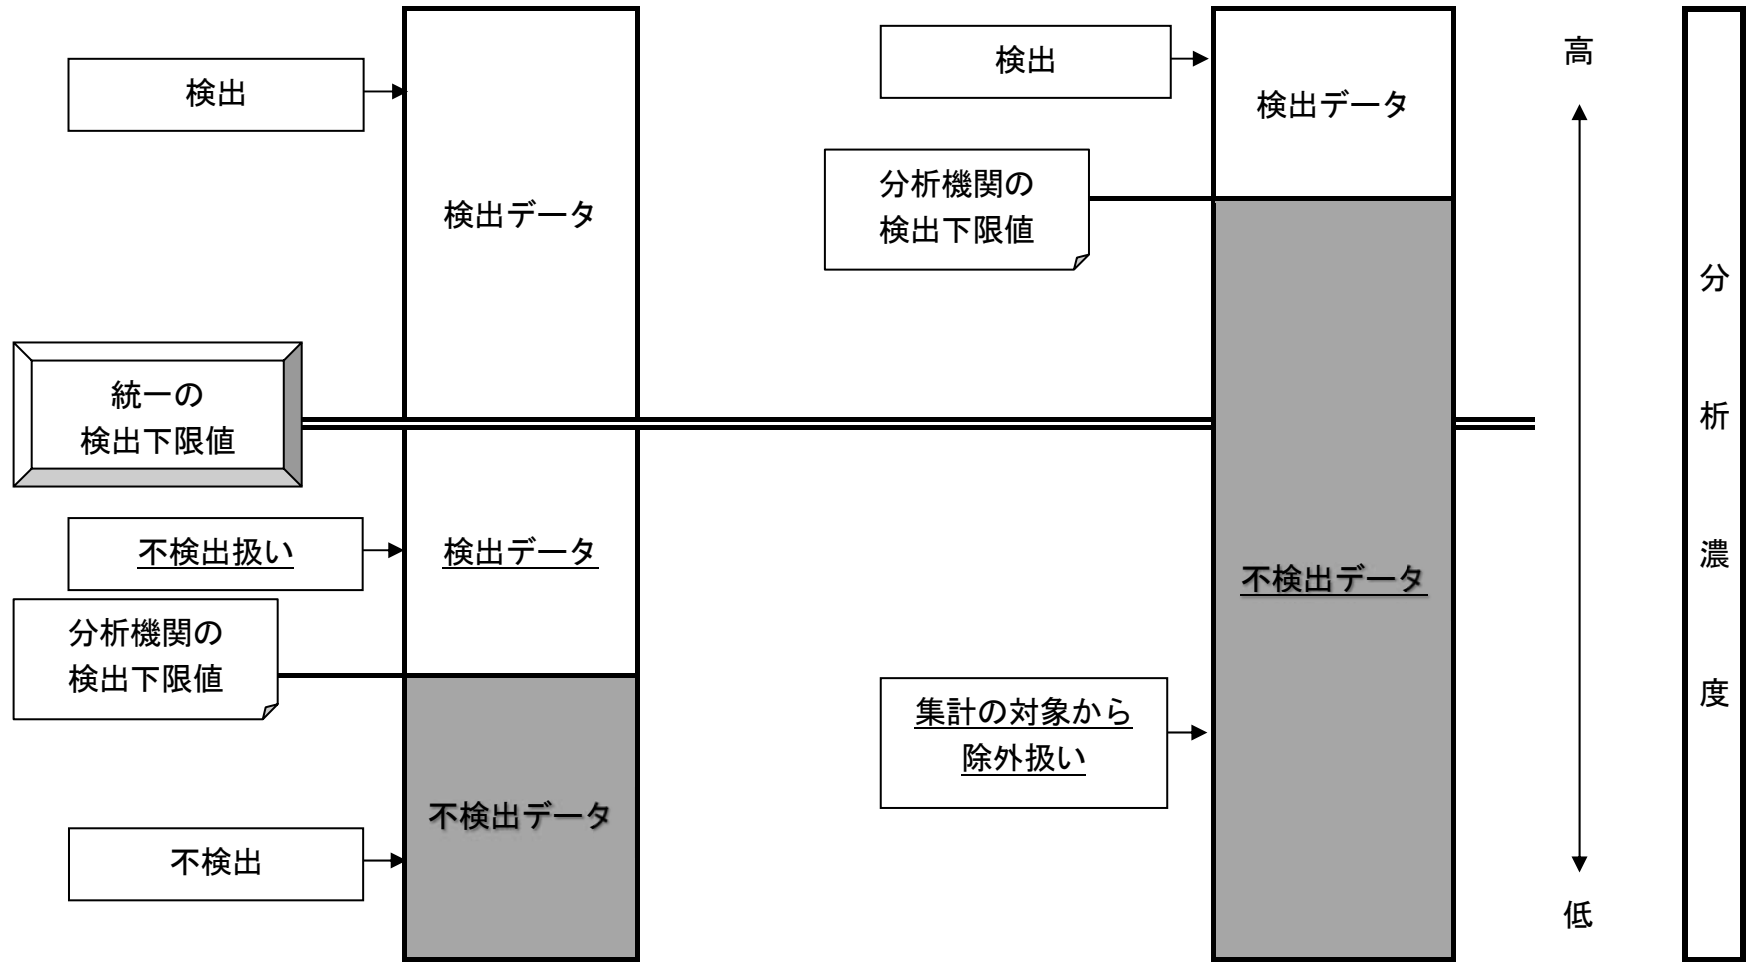 検出
検出データ
統一の
検出下限値
不検出扱い
検出データ
分析機関の
検出下限値
不検出データ
不検出
検出
検出データ
分析機関の
検出下限値
不検出データ
集計の対象から
除外扱い
高
低
分
析
濃
度